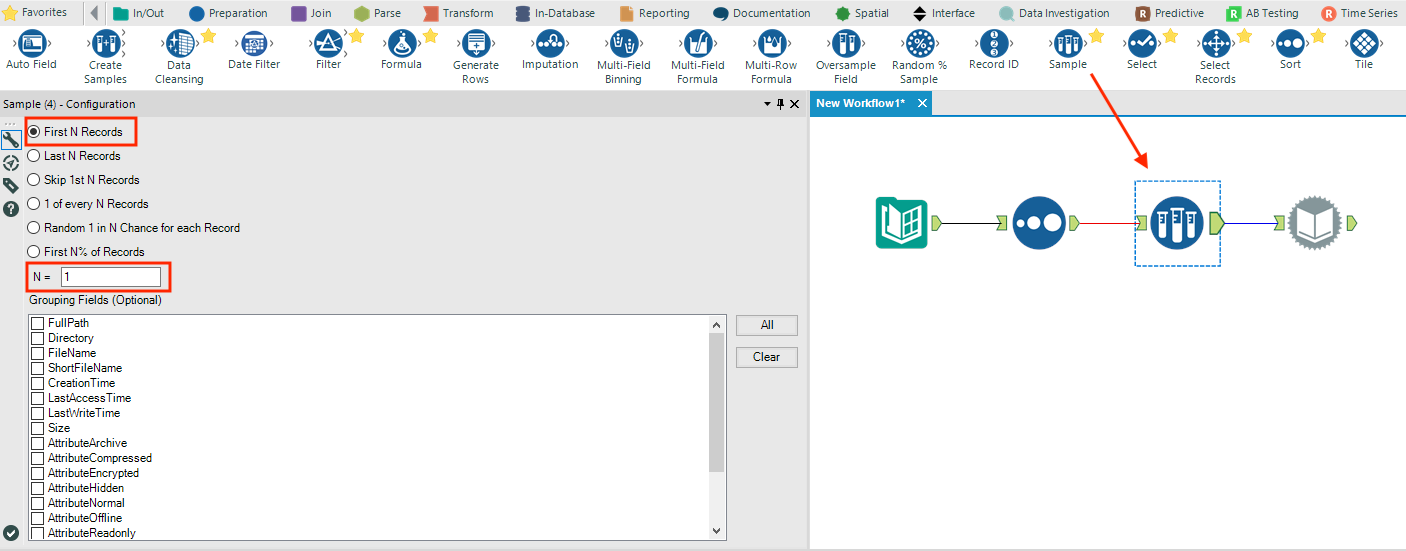 Favorites In/Out Preparation Join Parse Transform In-Database Reporting Documentation Spatial Interface Data Investigation R Predictive R AB Testing R Time Series
Auto Field Create Samples Data Cleansing Date Filter Filter Formula Generate Rows Imputation Multi-Field Binning Multi-Field Formula Multi-Row Formula Oversample Field Random % Sample 1 2 3 Record ID Sample Select Select Records Sort Tile
Sample (4) - Configuration
New Workflow1*
First N Records
Last N Records
Skip 1st N Records
1 of every N Records
Random 1 in N Chance for each Record
First N% of Records
N = 1
Grouping Fields (Optional)
FullPath
Directory
FileName
ShortFileName
CreationTime
LastAccessTime
LastWriteTime
Size
AttributeArchive
AttributeCompressed
AttributeEncrypted
AttributeHidden
AttributeNormal
AttributeOffline
AttributeReadonly
All
Clear